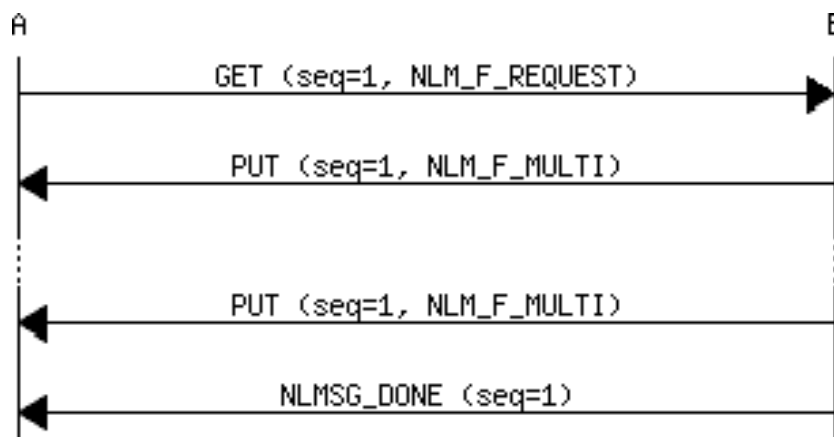 A
GET (seq=1, NLM_F_REQUEST)
PUT (seq=1, NLM_F_MULTI)
PUT (seq=1, NLM_F_MULTI)
NLMSG_DONE (seq=1)